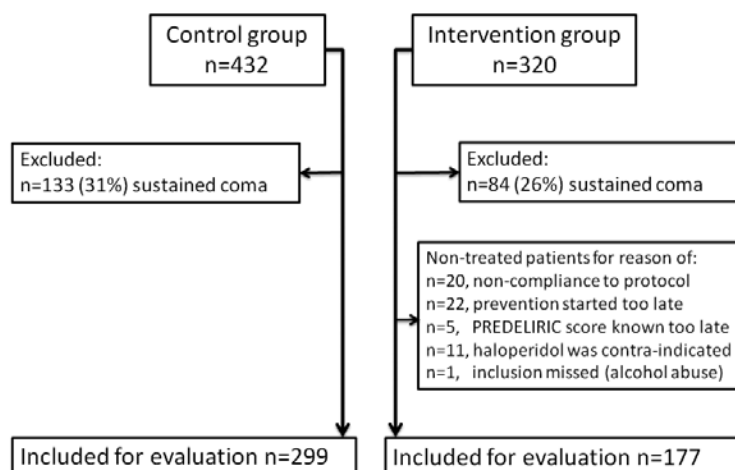 Control group
n=432
Intervention group
n=320
Excluded:
n=133 (31%) sustained coma
Excluded:
n=84 (26%) sustained coma
Non-treated patients for reason of:
n=20, non-compliance to protocol
n=22, prevention started too late
n=5, PREDELIRIC score known too late
n=11, haloperidol was contra-indicated
n=1, inclusion missed (alcohol abuse)
Included for evaluation n=299
Included for evaluation n=177